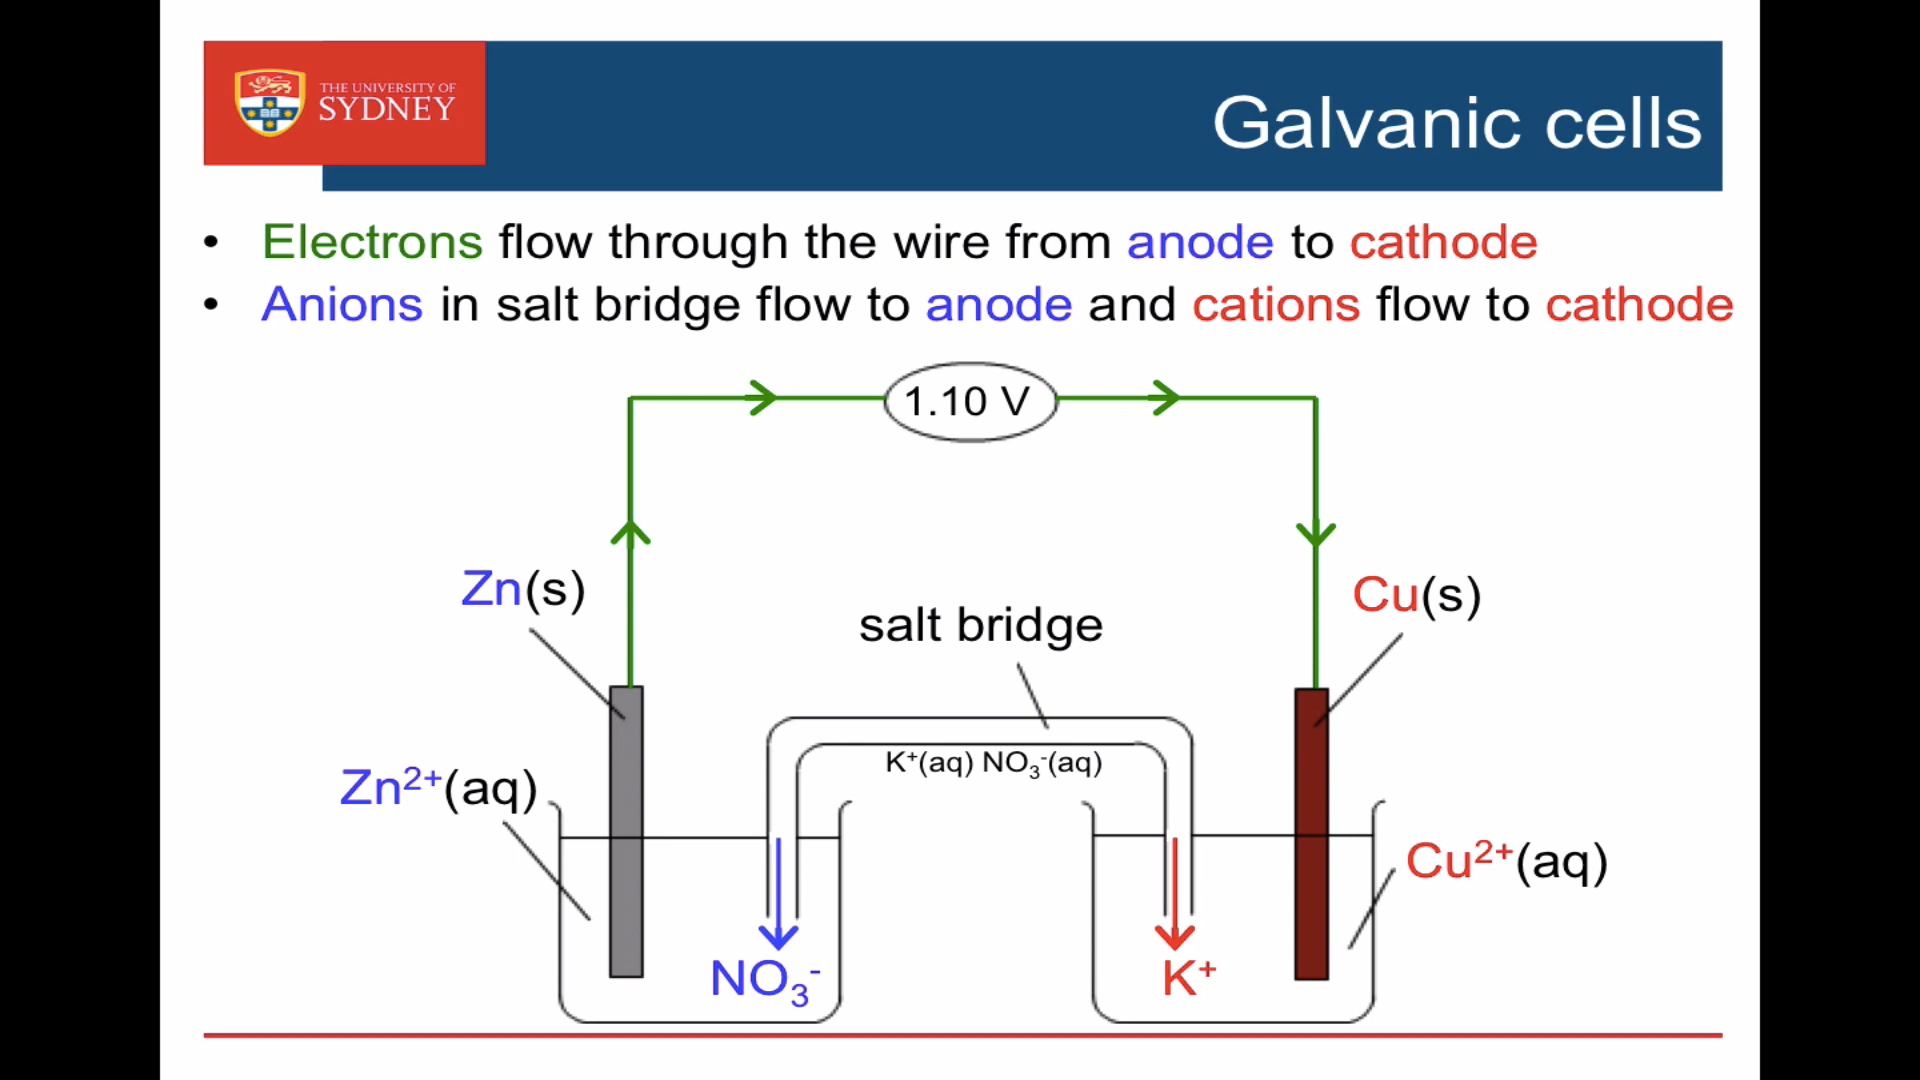 THE UNIVERSITY OF
SYDNEY
Galvanic cells
• Electrons flow through the wire from anode to cathode
• Anions in salt bridge flow to anode and cations flow to cathode
1.10 V
Zn(s)
Cu(s)
salt bridge
K⁺(aq) NO₃⁻(aq)
Zn²⁺(aq)
Cu²⁺(aq)
NO₃⁻
K⁺